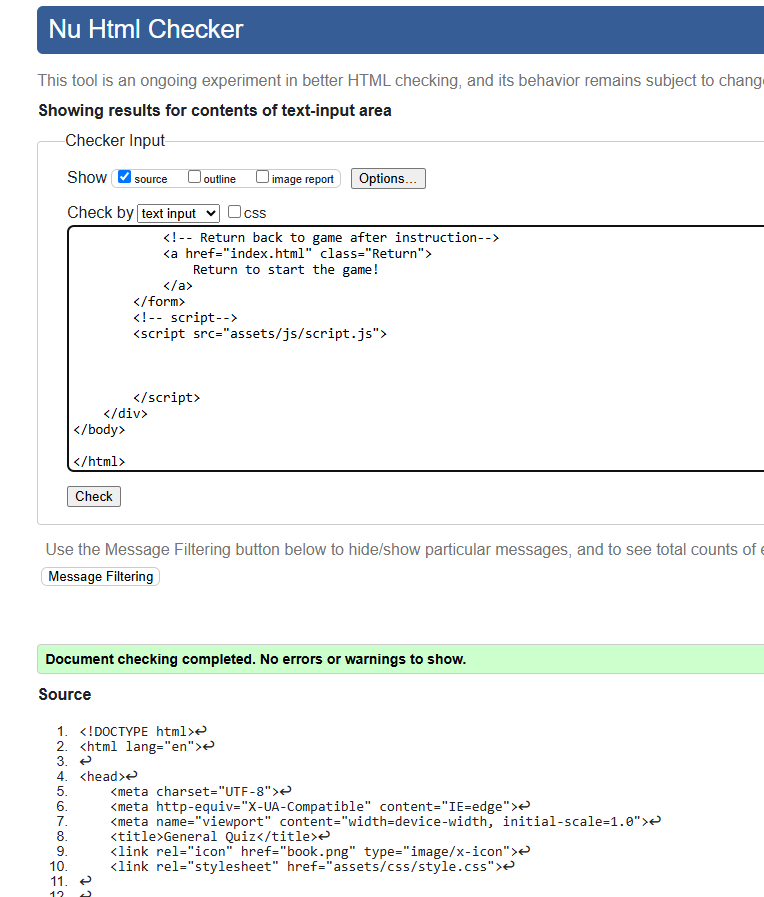 Nu Html Checker
This tool is an ongoing experiment in better HTML checking, and its behavior remains subject to change
Showing results for contents of text-input area
Checker Input
Show source outline image report Options...
Check by text input css
<!-- Return back to game after instruction-->
<a href="index.html" class="Return">
Return to start the game!
</a>
</form>
<!-- script-->
<script src="assets/js/script.js">
</script>
</div>
</body>
</html>
Check
Use the Message Filtering button below to hide/show particular messages, and to see total counts of
Message Filtering
Document checking completed. No errors or warnings to show.
Source
1. <!DOCTYPE html>↩
2. <html lang="en">↩
3. ↩
4. <head>↩
5. <meta charset="UTF-8">↩
6. <meta http-equiv="X-UA-Compatible" content="IE=edge">↩
7. <meta name="viewport" content="width=device-width, initial-scale=1.0">↩
8. <title>General Quiz</title>↩
9. <link rel="icon" href="book.png" type="image/x-icon">↩
10. <link rel="stylesheet" href="assets/css/style.css">↩
11. ↩
12. ↩